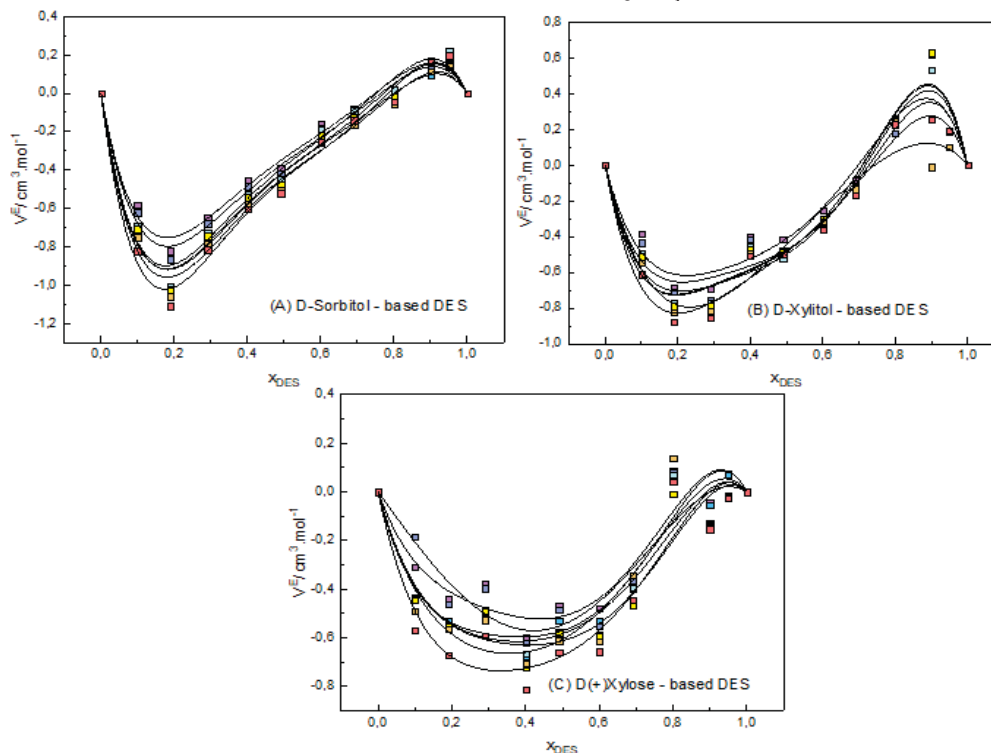 0,4
0,2
0,0
-0,2
-0,4
-0,6
-0,8
-1,0
-1,2
V^E/ cm^3.mol^-1
(A) D-Sorbitol - based DES
0,0 0,2 0,4 0,6 0,8 1,0
x_DES
0,8
0,6
0,4
0,2
0,0
-0,2
-0,4
-0,6
-0,8
-1,0
V^E/ cm^3.mol^-1
(B) D-Xylitol - based DES
0,0 0,2 0,4 0,6 0,8 1,0
x_DES
0,4
0,2
0,0
-0,2
-0,4
-0,6
-0,8
V^E/ cm^3.mol^-1
(C) D(+)Xylose - based DES
0,0 0,2 0,4 0,6 0,8 1,0
x_DES